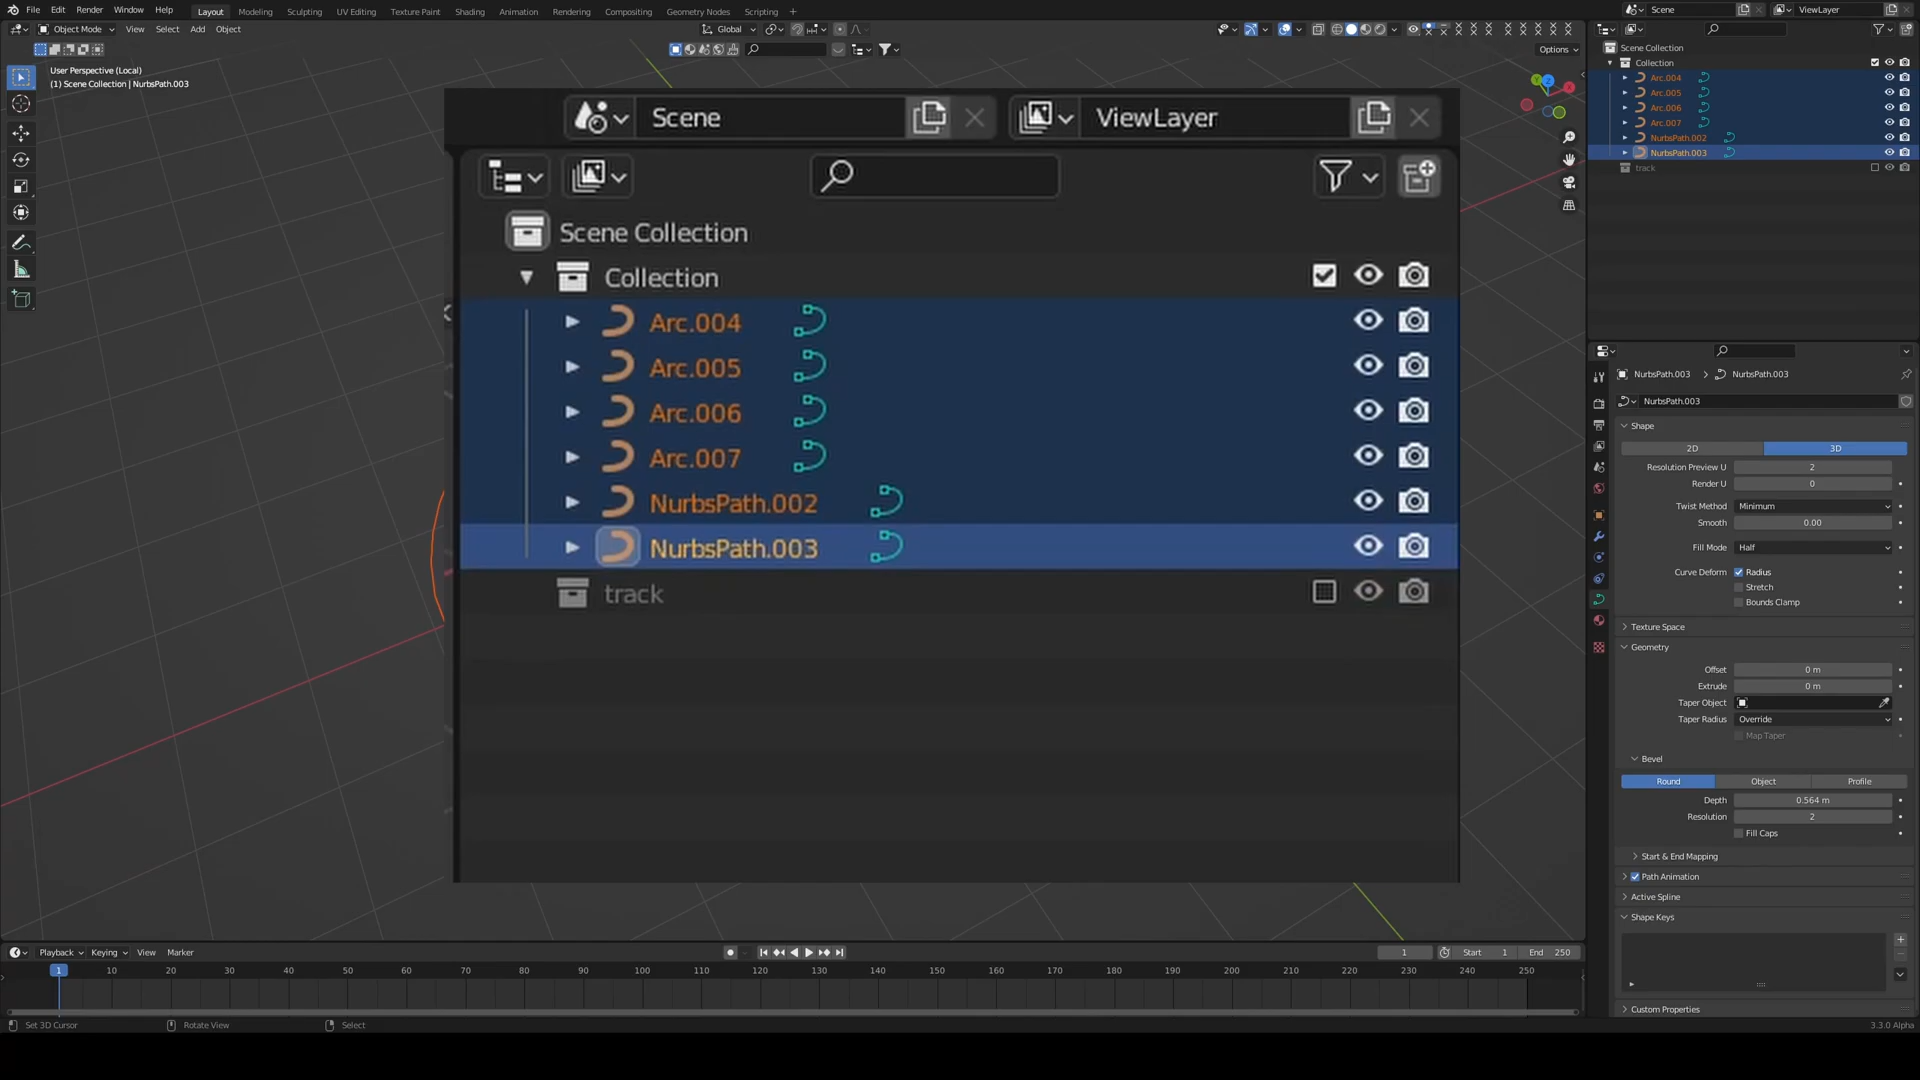 File Edit Render Window Help
Layout Modeling Sculpting UV Editing Texture Paint Shading Animation Rendering Compositing Geometry Nodes Scripting +
Scene
ViewLayer
Object Mode View Select Add Object
Global
Options
User Perspective (Local)
(1) Scene Collection | NurbsPath.003
Scene
ViewLayer
Scene Collection
Collection
Arc.004
Arc.005
Arc.006
Arc.007
NurbsPath.002
NurbsPath.003
track
Scene Collection
Collection
Arc.004
Arc.005
Arc.006
Arc.007
NurbsPath.002
NurbsPath.003
track
NurbsPath.003 > NurbsPath.003
NurbsPath.003
Shape
2D 3D
Resolution Preview U 2
Render U 0
Twist Method Minimum
Smooth 0.00
Fill Mode Half
Curve Deform Radius
Stretch
Bounds Clamp
Texture Space
Geometry
Offset 0 m
Extrude 0 m
Taper Object
Taper Radius Override
Map Taper
Bevel
Round Object Profile
Depth 0.564 m
Resolution 2
Fill Caps
Start & End Mapping
Path Animation
Active Spline
Shape Keys
Custom Properties
Playback Keying View Marker
1 Start 1 End 250
1 10 20 30 40 50 60 70 80 90 100 110 120 130 140 150 160 170 180 190 200 210 220 230 240 250
Set 3D Cursor Rotate View Select
3.3.0 Alpha